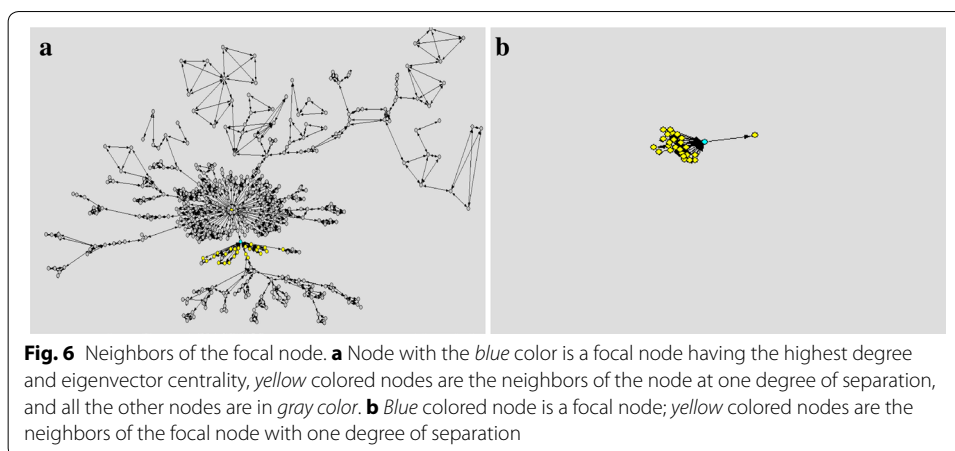 a
b
Fig. 6 Neighbors of the focal node. a Node with the blue color is a focal node having the highest degree
and eigenvector centrality, yellow colored nodes are the neighbors of the node at one degree of separation,
and all the other nodes are in gray color. b Blue colored node is a focal node; yellow colored nodes are the
neighbors of the focal node with one degree of separation